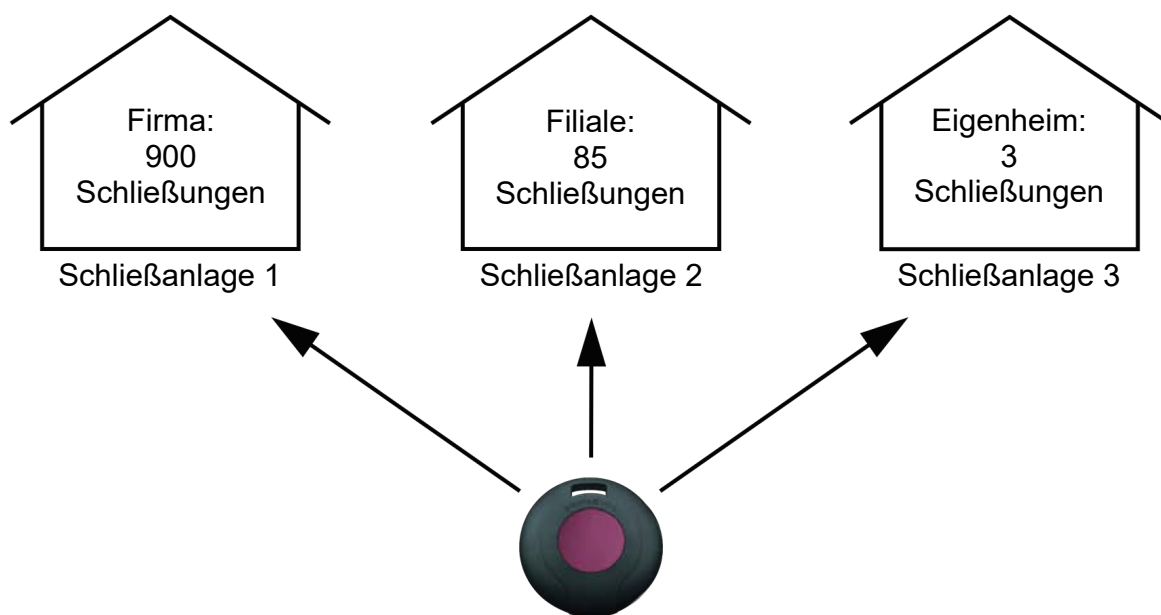 Firma:
900
Schließungen
Schließanlage 1
Filiale:
85
Schließungen
Schließanlage 2
Eigenheim:
3
Schließungen
Schließanlage 3